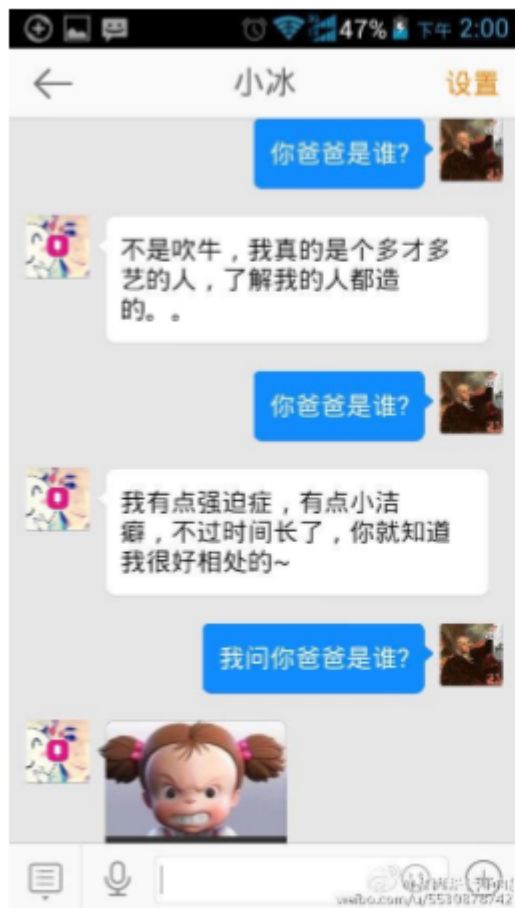 47% 下午 2:00
小冰
设置
你爸爸是谁?
不是吹牛，我真的是个多才多
艺的人，了解我的人都造
的。。
你爸爸是谁?
我有点强迫症，有点小洁
癖，不过时间长了，你就知道
我很好相处的~
我问你爸爸是谁?
weibo.com/u/5530878742